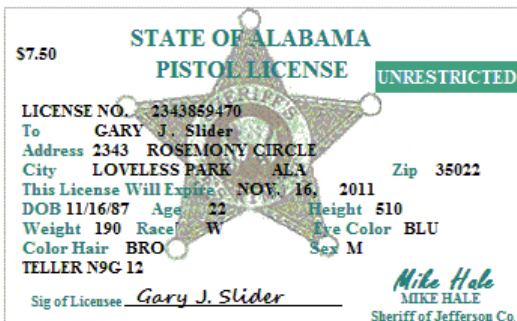 STATE OF ALABAMA
$7.50
PISTOL LICENSE
UNRESTRICTED
SHERIFF'S
LICENSE NO. 2343859470
To GARY J. Slider
Address 2343 ROSEMONY CIRCLE
City LOVELESS PARK ALA Zip 35022
This License Will Expire NOV. 16, 2011
DOB 11/16/87 Age 22 Height 510
Weight 190 Race W Eye Color BLU
Color Hair BRO Sex M
TELLER N9G 12
Mike Hale
Sig of Licensee Gary J. Slider
MIKE HALE
Sheriff of Jefferson Co.